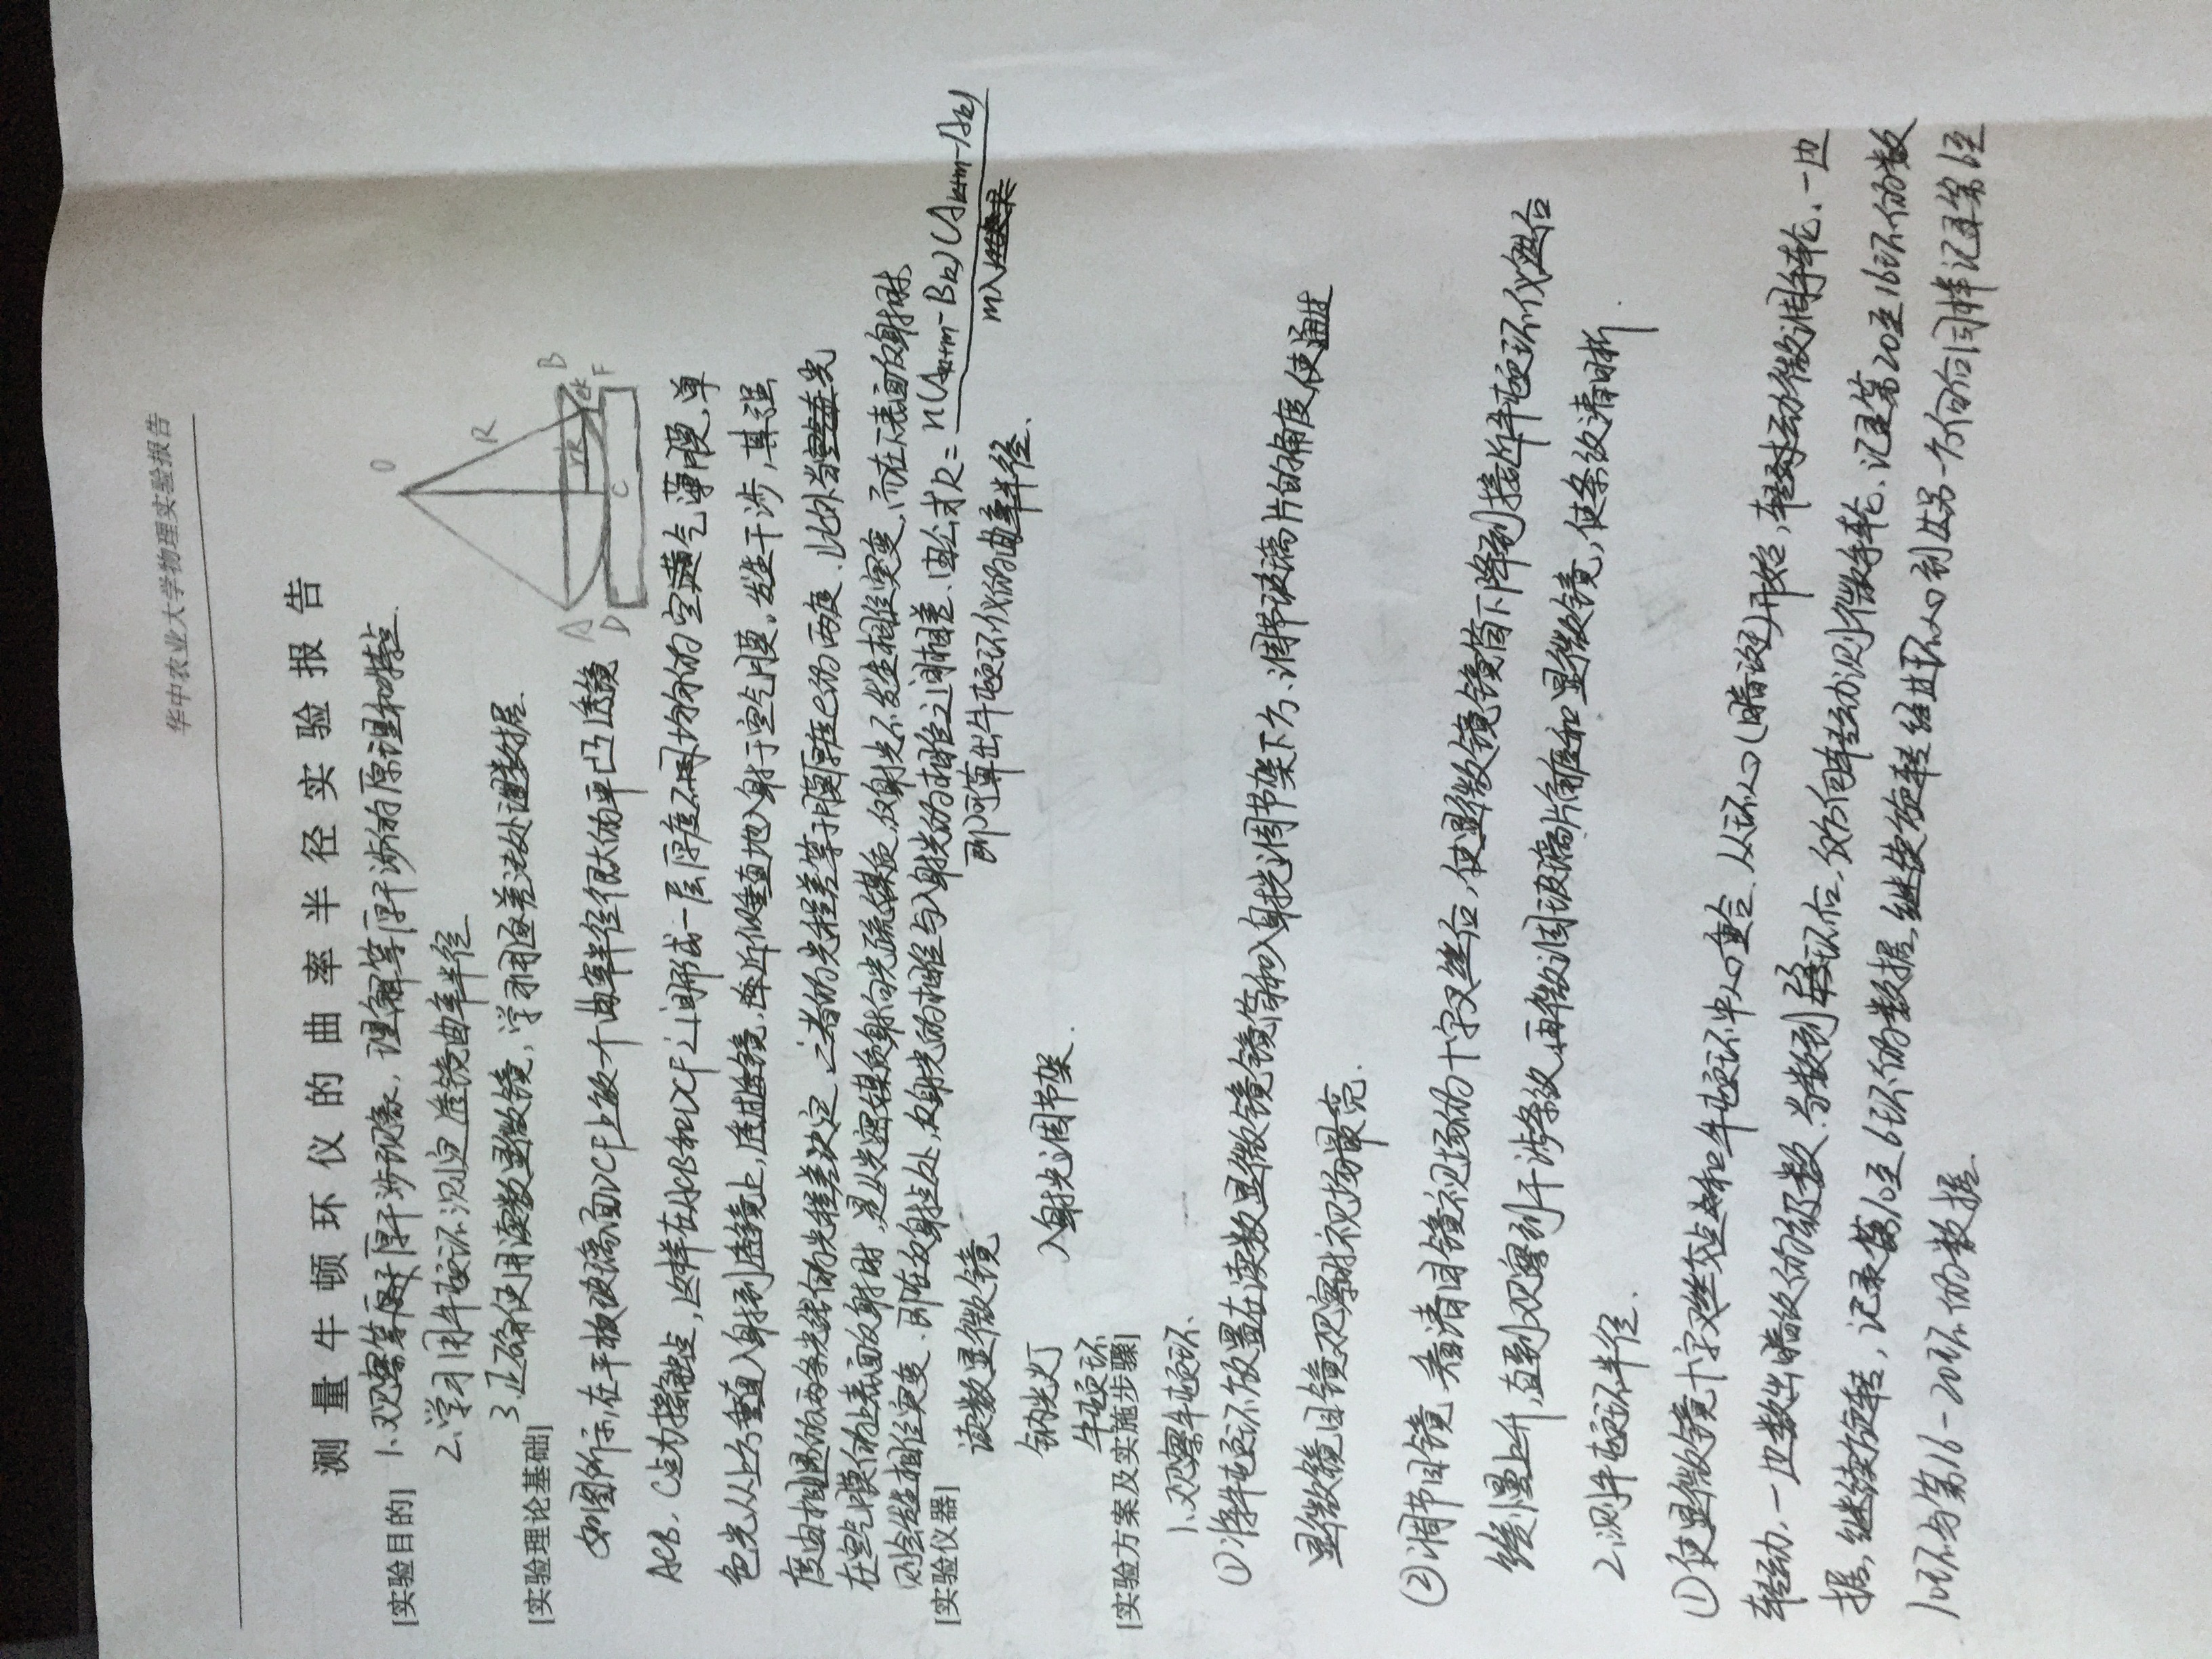 华中农业大学物理实验报告
测量牛顿环仪的曲率半径实验报告
[实验目的] 1.观察等厚干涉现象，理解等厚干涉的原理和特点.
2.学习用牛顿环测定透镜曲率半径
3.正确使用读数显微镜，学习用逐差法处理数据.
[实验理论基础]
O
R
A
B
rk
ek
D
C
F
如图所示,在平板玻璃面DCF上放一个曲率半径很大的平凸透镜
ACB，C点为接触点,这样在ACB和DCF之间形成一层厚度不均匀的空气薄膜,单
色光从上方垂直入射到透镜上,透过透镜,近似垂直地入射于空气膜。发生干涉,其强
度由相遇的两条光线的光程差决定,二者的光程差等于膜厚度e的两度.此外当光
在空气膜的上表面反射时,是从光密媒质射向光疏媒质,反射光不发生相位突变,而在下表面反射时,
则会发生相位突变.即在反射点处,反射光的相位与入射光的相位之间相差.由公式R=n(Ak+m-Bk)(Ak+m-Ak)/mλ
即可算出牛顿环仪的曲率半径.
[实验仪器]
读数显微镜
钠光灯 入射光调节架.
牛顿环
[实验方案及实施步骤]
1.观察牛顿环.
①将牛顿环放置在读数显微镜镜筒和入射光调节架下方、调节玻璃片的角度,使通过
显微镜目镜观察时视场最亮.
②调节目镜,看清目镜视场的十字叉丝后,使显微镜镜筒下降到接近牛顿环仪然后
缓慢上升,直到观察到干涉条纹,再微调玻璃片角度和显微镜,使条纹清晰.
2.测牛顿环半径.
①使显微镜十字叉丝交点和牛顿环中心重合.从环心(暗斑)开始,转动微调手轮.一边
转动,一边数出暗纹的级数.当数到 环后,反方向转动测微手轮.记录第20至16环的数
据,继续旋转,记录第10至6环的数据,继续旋转经过环心到出另一方向后同样记录第6至
10环与第16-20环的数据.